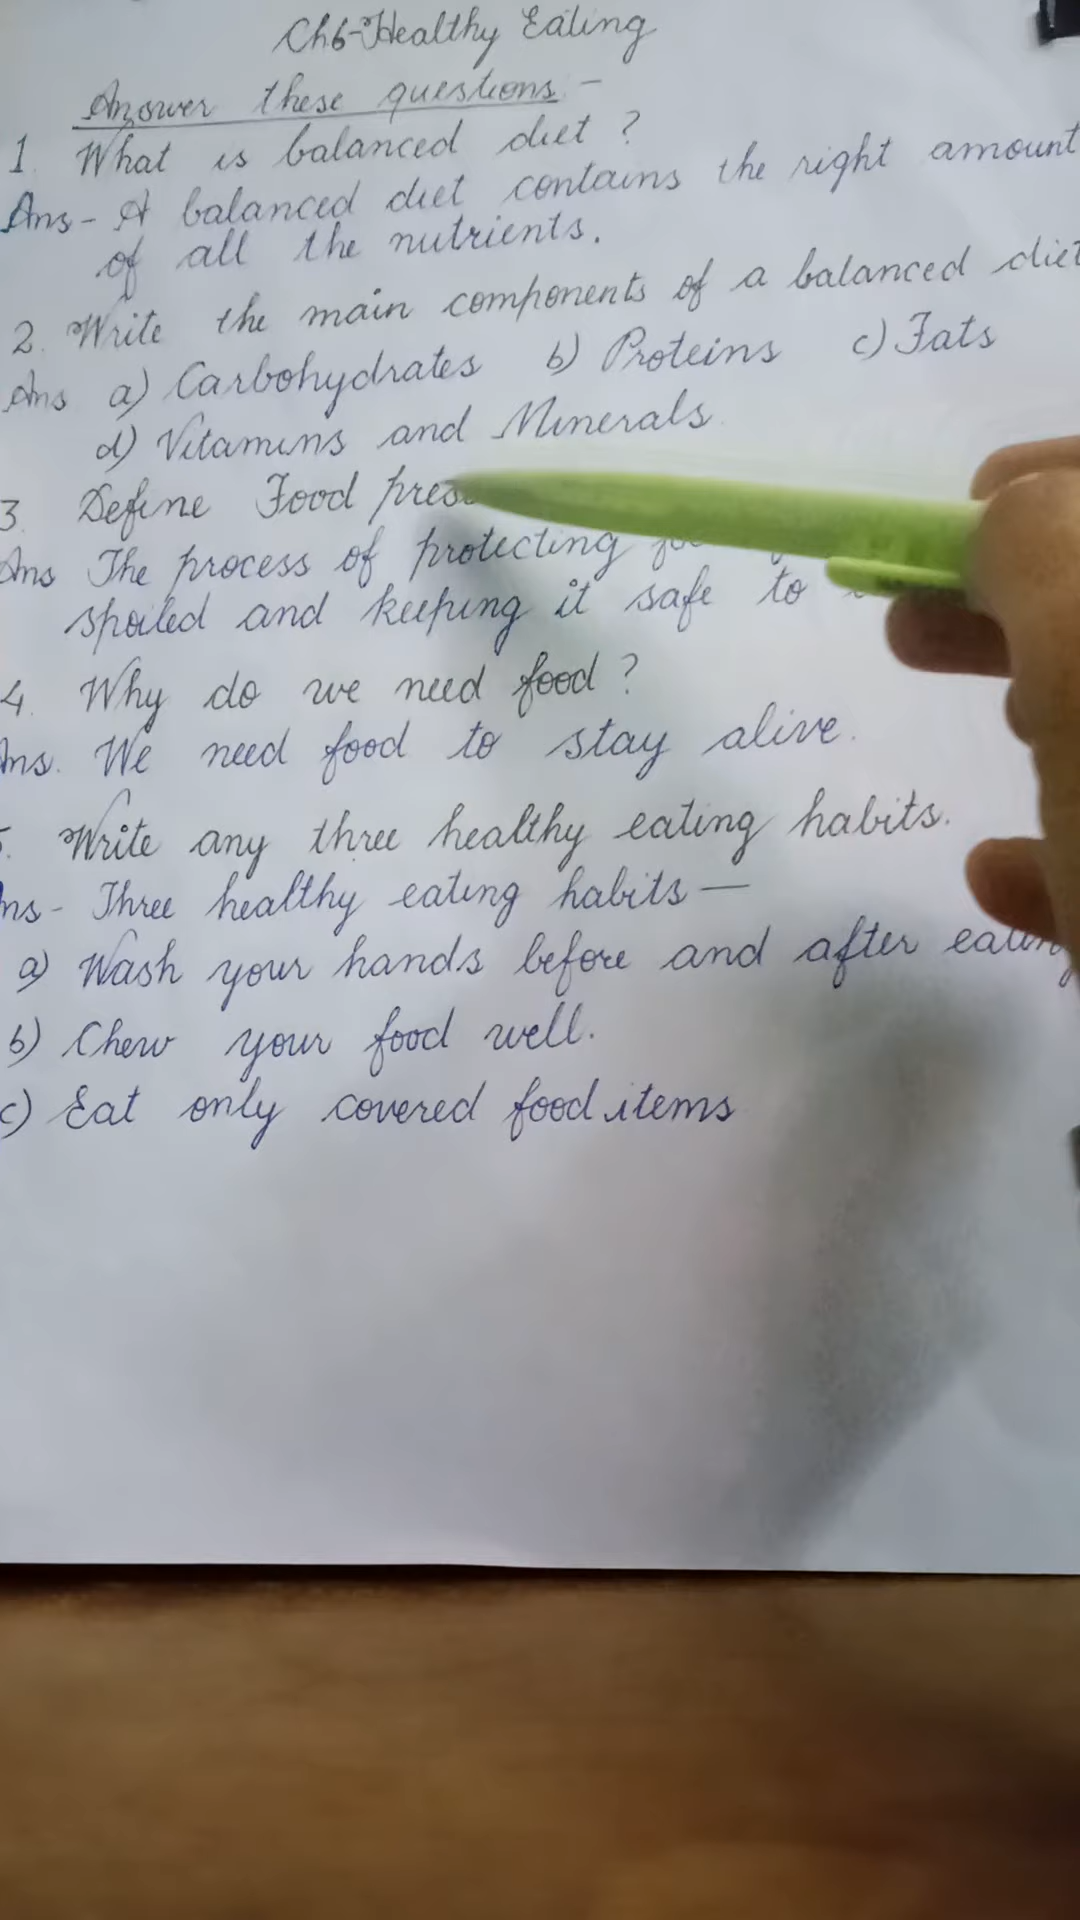 Ch6-Healthy Eating
Answer these questions -
1. What is balanced diet ?
Ans - A balanced diet contains the right amount
of all the nutrients.
2. Write the main components of a balanced diet
Ans a) Carbohydrates b) Proteins c) Fats
d) Vitamins and Minerals
3. Define Food
Ans The process of protecting
spoiled and keeping it safe to
4. Why do we need food ?
Ans. We need food to stay alive.
Write any three healthy eating habits.
Ans - Three healthy eating habits —
a) Wash your hands before and after eating
b) Chew your food well.
c) Eat only covered food items